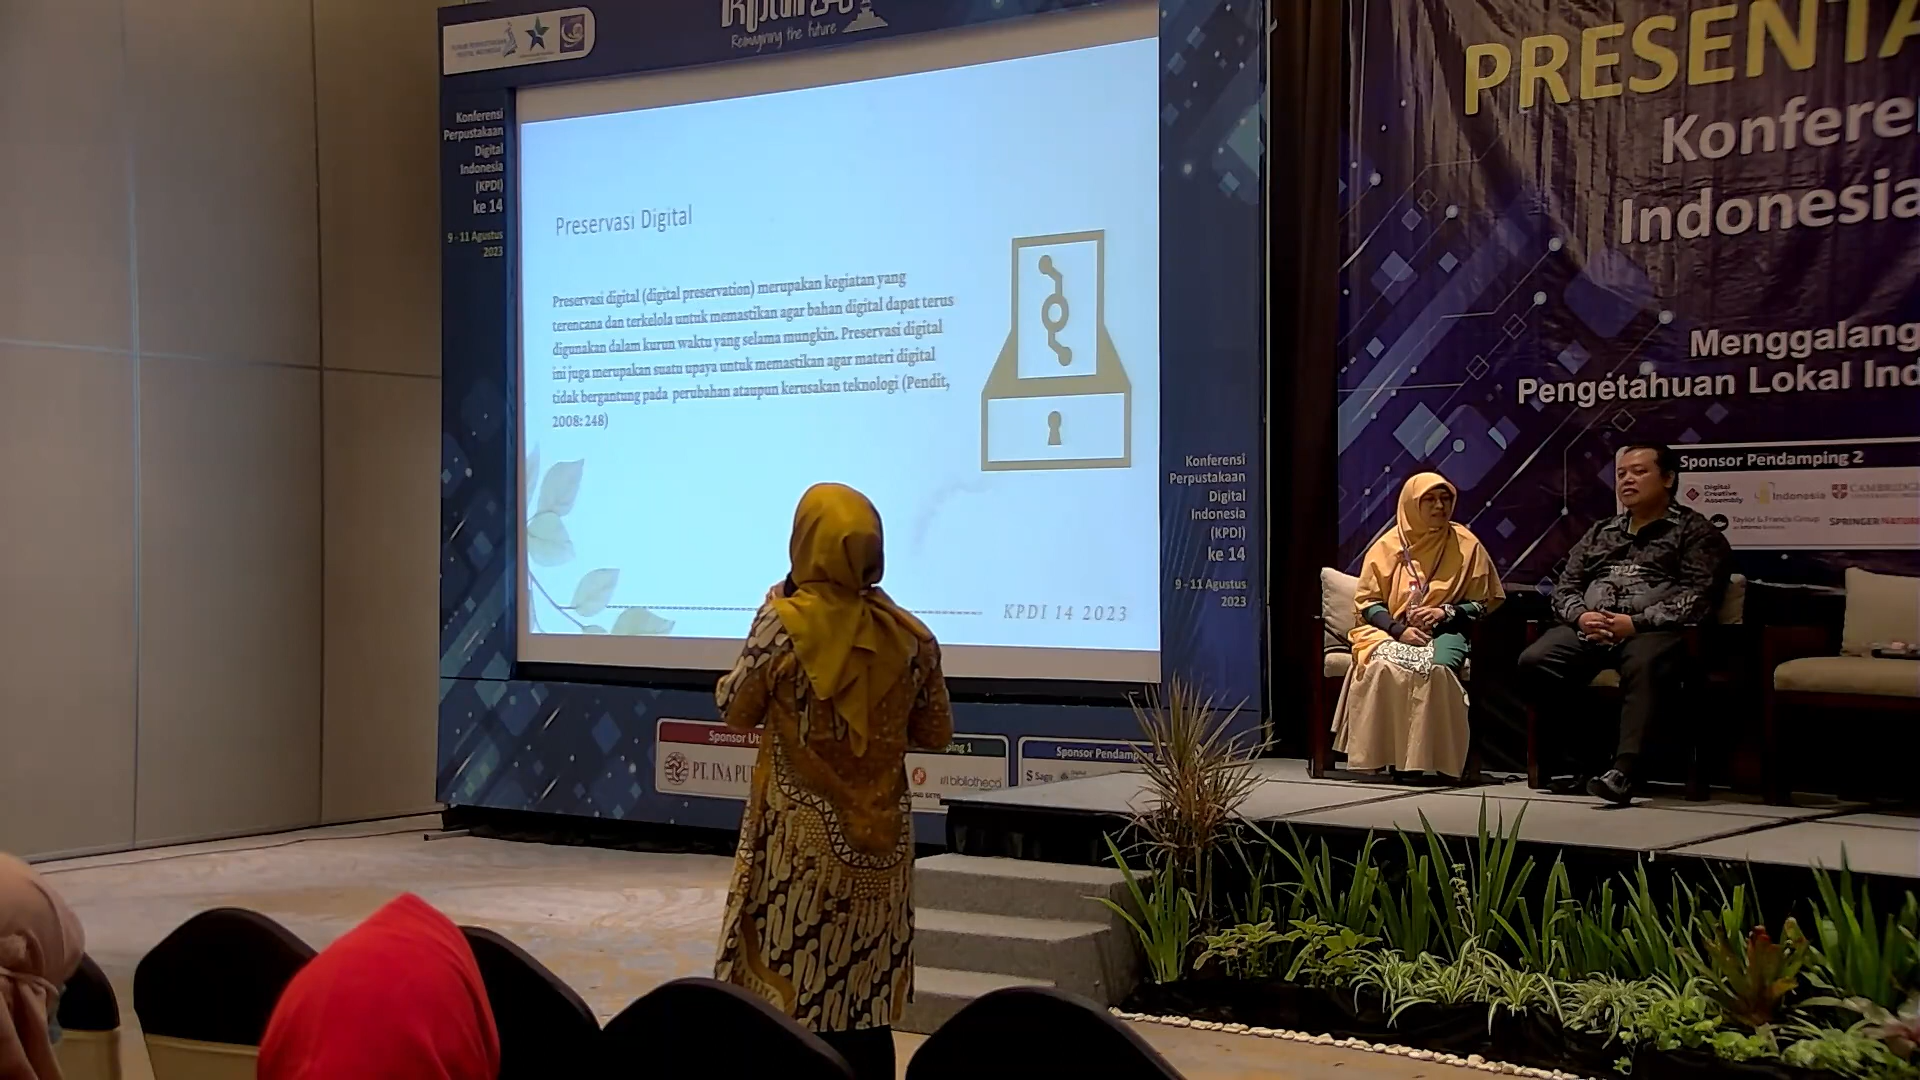 Reimagining the future
Konferensi
Perpustakaan
Digital
Indonesia
(KPDI)
ke 14
9 - 11 Agustus
2023
Preservasi Digital
Preservasi digital (digital preservation) merupakan kegiatan yang
terencana dan terkelola untuk memastikan agar bahan digital dapat terus
digunakan dalam kurun waktu yang selama mungkin. Preservasi digital
ini juga merupakan suatu upaya untuk memastikan agar materi digital
tidak bergantung pada perubahan ataupun kerusakan teknologi (Pendit,
2008: 248)
KPDI 14 2023
Konferensi
Perpustakaan
Digital
Indonesia
(KPDI)
ke 14
9 - 11 Agustus
2023
Sponsor
PT. INA
ping 1
bibliotheca
Sponsor Pendamping 2
Sage
PRESENTA
Konfere
Indonesia
Menggalang
Pengetahuan Lokal Ind
Sponsor Pendamping 2
Digital
Creative
Assembly
Indonesia
CAMBRIDGE
Taylor & Francis Group
SPRINGER NATURE